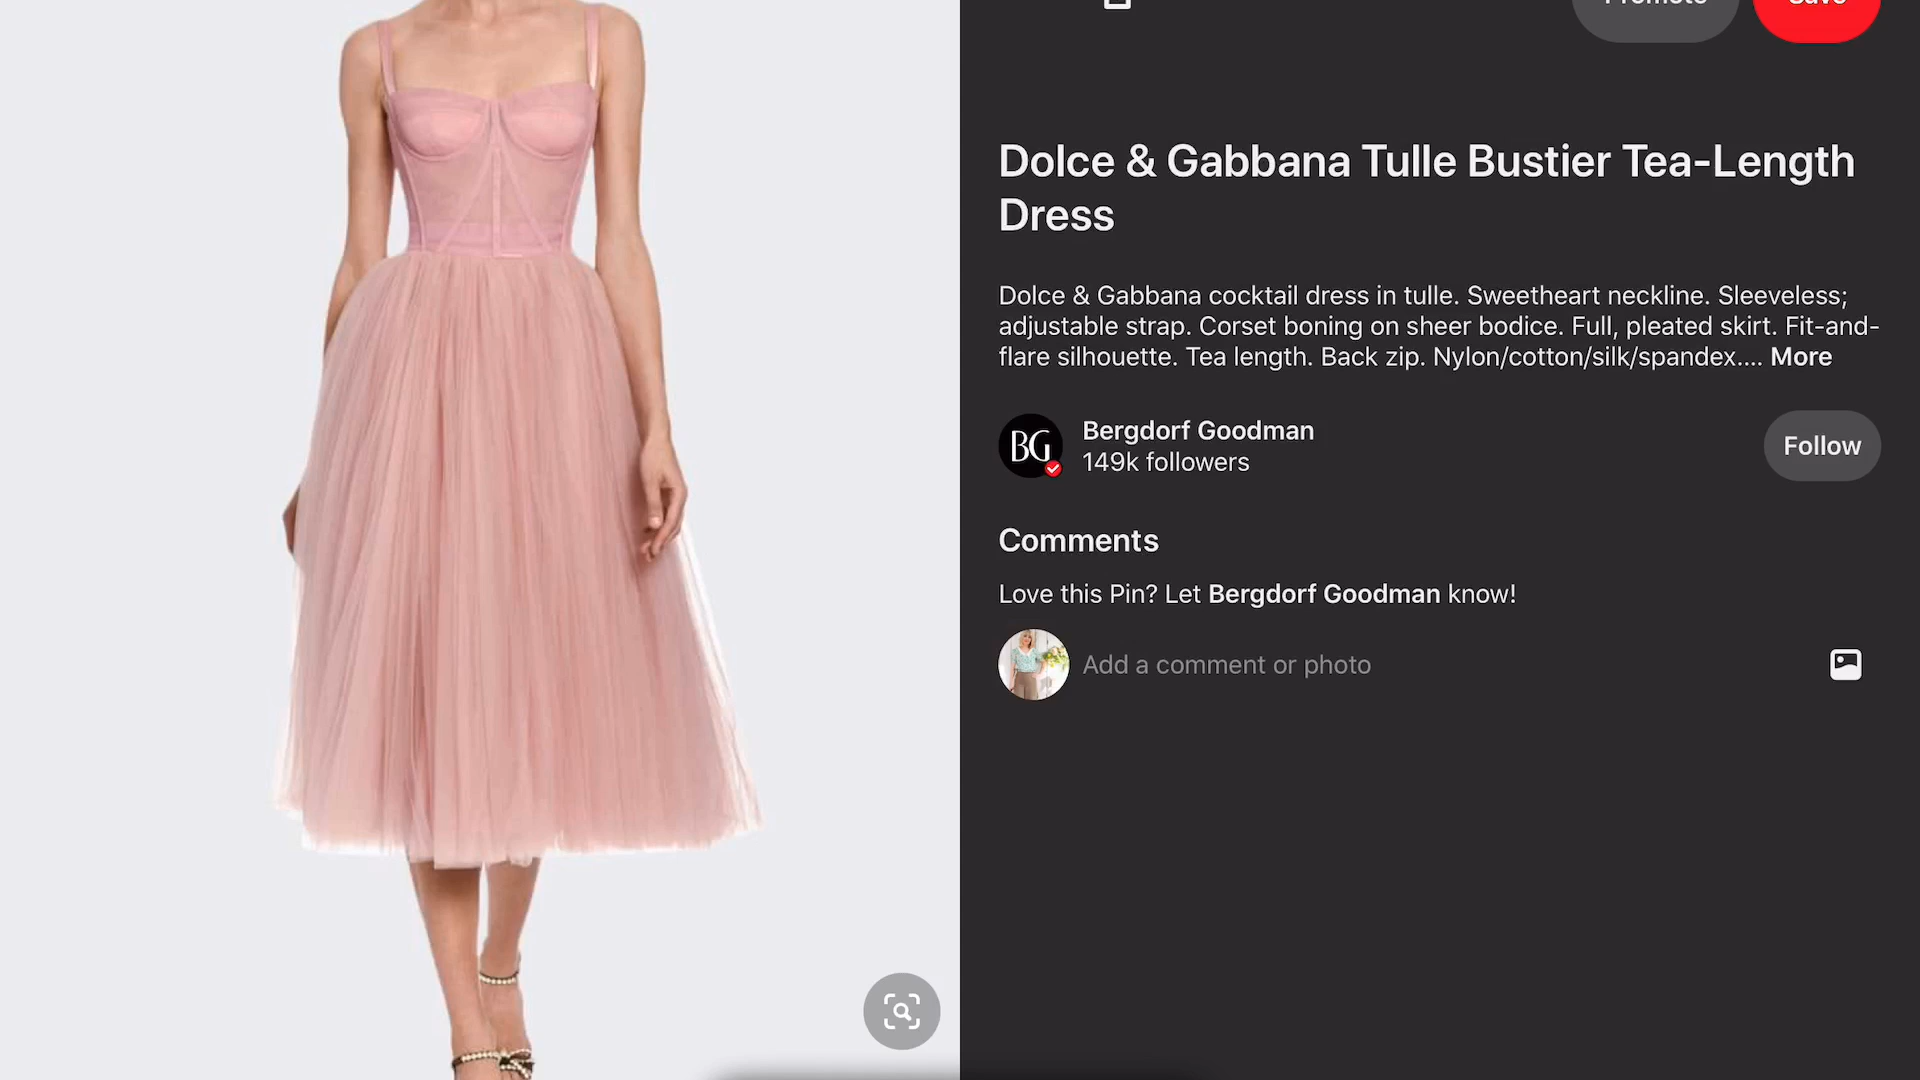 Promote
Save
Dolce & Gabbana Tulle Bustier Tea-Length
Dress
Dolce & Gabbana cocktail dress in tulle. Sweetheart neckline. Sleeveless;
adjustable strap. Corset boning on sheer bodice. Full, pleated skirt. Fit-and-
flare silhouette. Tea length. Back zip. Nylon/cotton/silk/spandex.... More
BG
Bergdorf Goodman
149k followers
Follow
Comments
Love this Pin? Let Bergdorf Goodman know!
Add a comment or photo